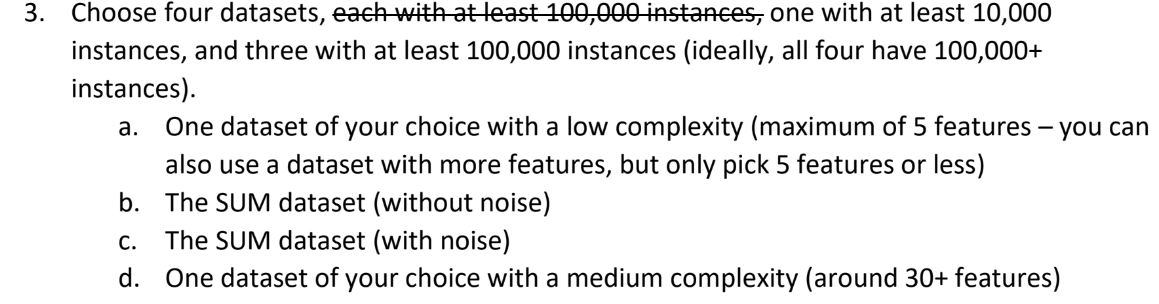 3. Choose four datasets, each with at least 100,000 instances, one with at least 10,000
instances, and three with at least 100,000 instances (ideally, all four have 100,000+
instances).
a. One dataset of your choice with a low complexity (maximum of 5 features – you can
also use a dataset with more features, but only pick 5 features or less)
b. The SUM dataset (without noise)
c. The SUM dataset (with noise)
d. One dataset of your choice with a medium complexity (around 30+ features)